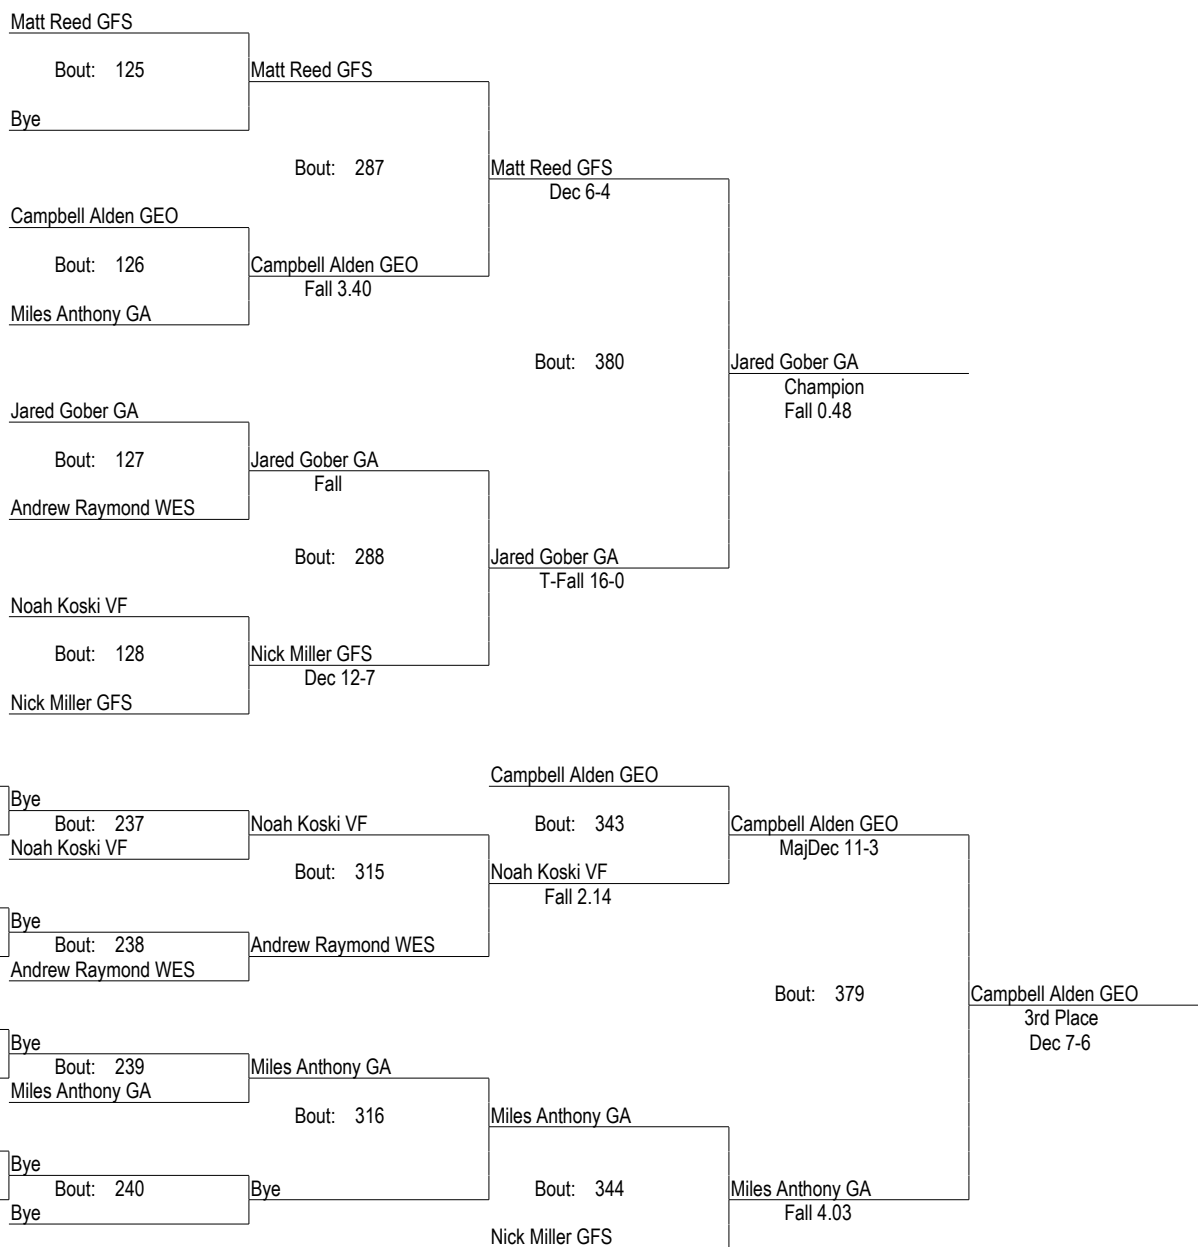 Matt Reed GFS
Bout: 125
Matt Reed GFS
Bye
Bout: 287
Matt Reed GFS
Dec 6-4
Campbell Alden GEO
Bout: 126
Campbell Alden GEO
Fall 3.40
Miles Anthony GA
Bout: 380
Jared Gober GA
Champion
Fall 0.48
Jared Gober GA
Bout: 127
Jared Gober GA
Fall
Andrew Raymond WES
Bout: 288
Jared Gober GA
T-Fall 16-0
Noah Koski VF
Bout: 128
Nick Miller GFS
Dec 12-7
Nick Miller GFS
Campbell Alden GEO
Bye
Bout: 237
Noah Koski VF
Bout: 343
Campbell Alden GEO
Noah Koski VF
MajDec 11-3
Bout: 315
Noah Koski VF
Fall 2.14
Bye
Bout: 238
Andrew Raymond WES
Andrew Raymond WES
Bout: 379
Campbell Alden GEO
3rd Place
Dec 7-6
Bye
Bout: 239
Miles Anthony GA
Miles Anthony GA
Bout: 316
Miles Anthony GA
Bye
Bout: 240
Bye
Bout: 344
Miles Anthony GA
Bye
Fall 4.03
Nick Miller GFS